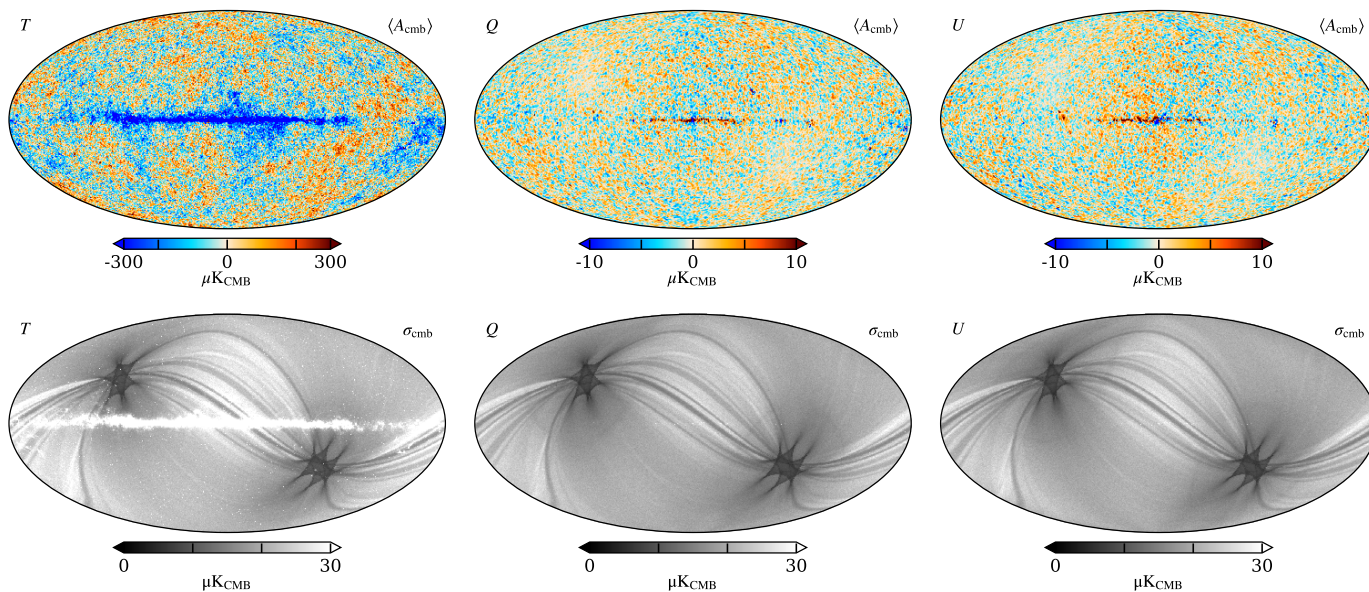 T ⟨A_cmb⟩ Q ⟨A_cmb⟩ U ⟨A_cmb⟩
-300 0 300 -10 0 10 -10 0 10
μK_CMB μK_CMB μK_CMB
T σ_cmb Q σ_cmb U σ_cmb
0 30 0 30 0 30
μK_CMB μK_CMB μK_CMB